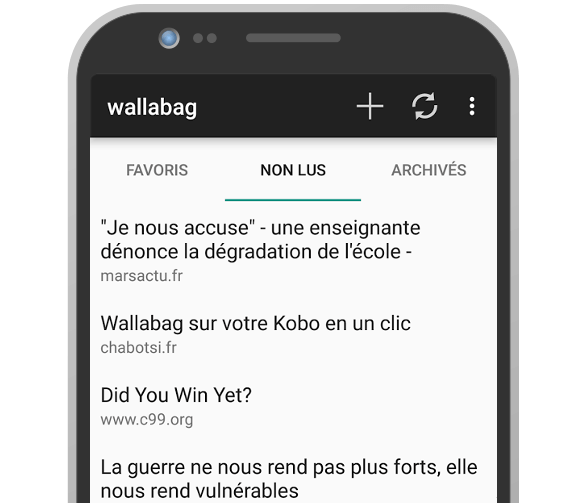 wallabag
FAVORIS
NON LUS
ARCHIVÉS
"Je nous accuse" - une enseignante
dénonce la dégradation de l'école -
marsactu.fr
Wallabag sur votre Kobo en un clic
chabotsi.fr
Did You Win Yet?
www.c99.org
La guerre ne nous rend pas plus forts, elle
nous rend vulnérables